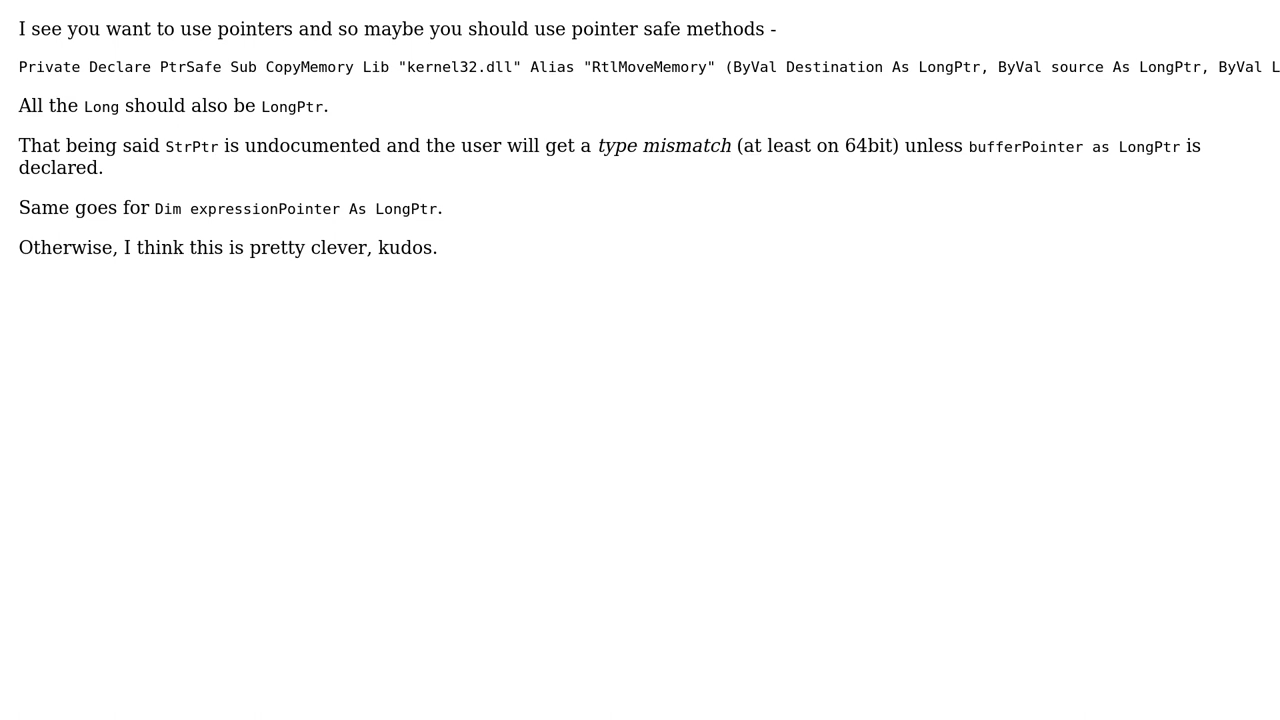 I see you want to use pointers and so maybe you should use pointer safe methods -
Private Declare PtrSafe Sub CopyMemory Lib "kernel32.dll" Alias "RtlMoveMemory" (ByVal Destination As LongPtr, ByVal source As LongPtr, ByVal L
All the Long should also be LongPtr.
That being said StrPtr is undocumented and the user will get a type mismatch (at least on 64bit) unless bufferPointer as LongPtr is
declared.
Same goes for Dim expressionPointer As LongPtr.
Otherwise, I think this is pretty clever, kudos.